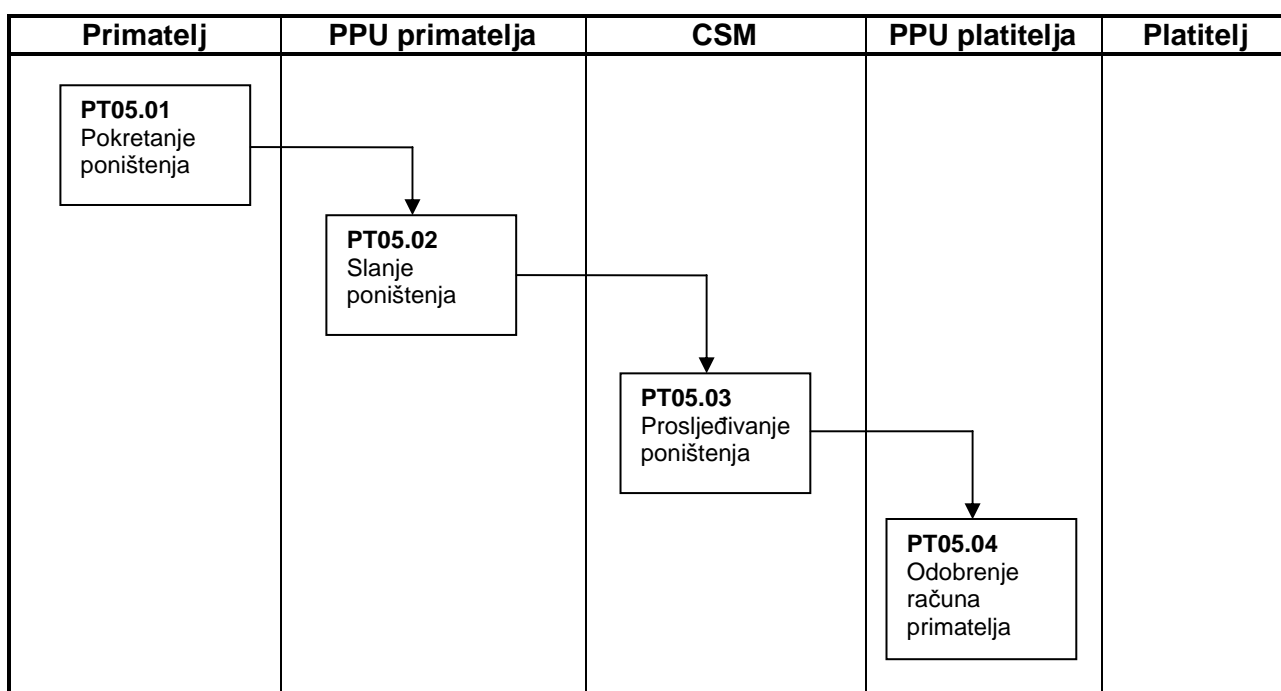 Primatelj
PPU primatelja
CSM
PPU platitelja
Platitelj
PT05.01
Pokretanje
poništenja
PT05.02
Slanje
poništenja
PT05.03
Prosljeđivanje
poništenja
PT05.04
Odobrenje
računa
primatelja